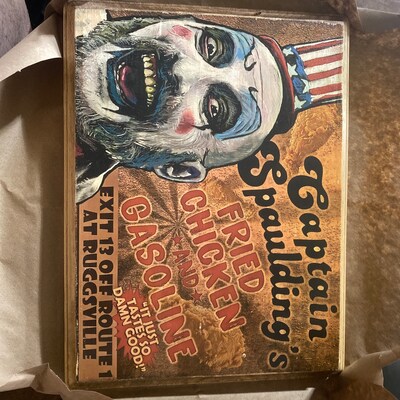 Captain
Spaulding's
FRIED
CHICKEN
AND
GASOLINE
"IT JUST
TASTES SO
DAMN GOOD!"
EXIT 13 OFF ROUTE 1
AT RUGGSVILLE